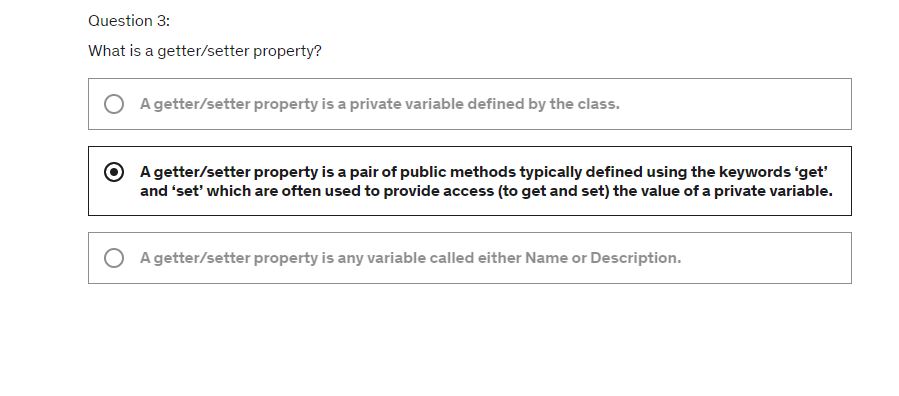 Question 3:
What is a getter/setter property?
A getter/setter property is a private variable defined by the class.
A getter/setter property is a pair of public methods typically defined using the keywords ‘get’
and ‘set’ which are often used to provide access (to get and set) the value of a private variable.
A getter/setter property is any variable called either Name or Description.